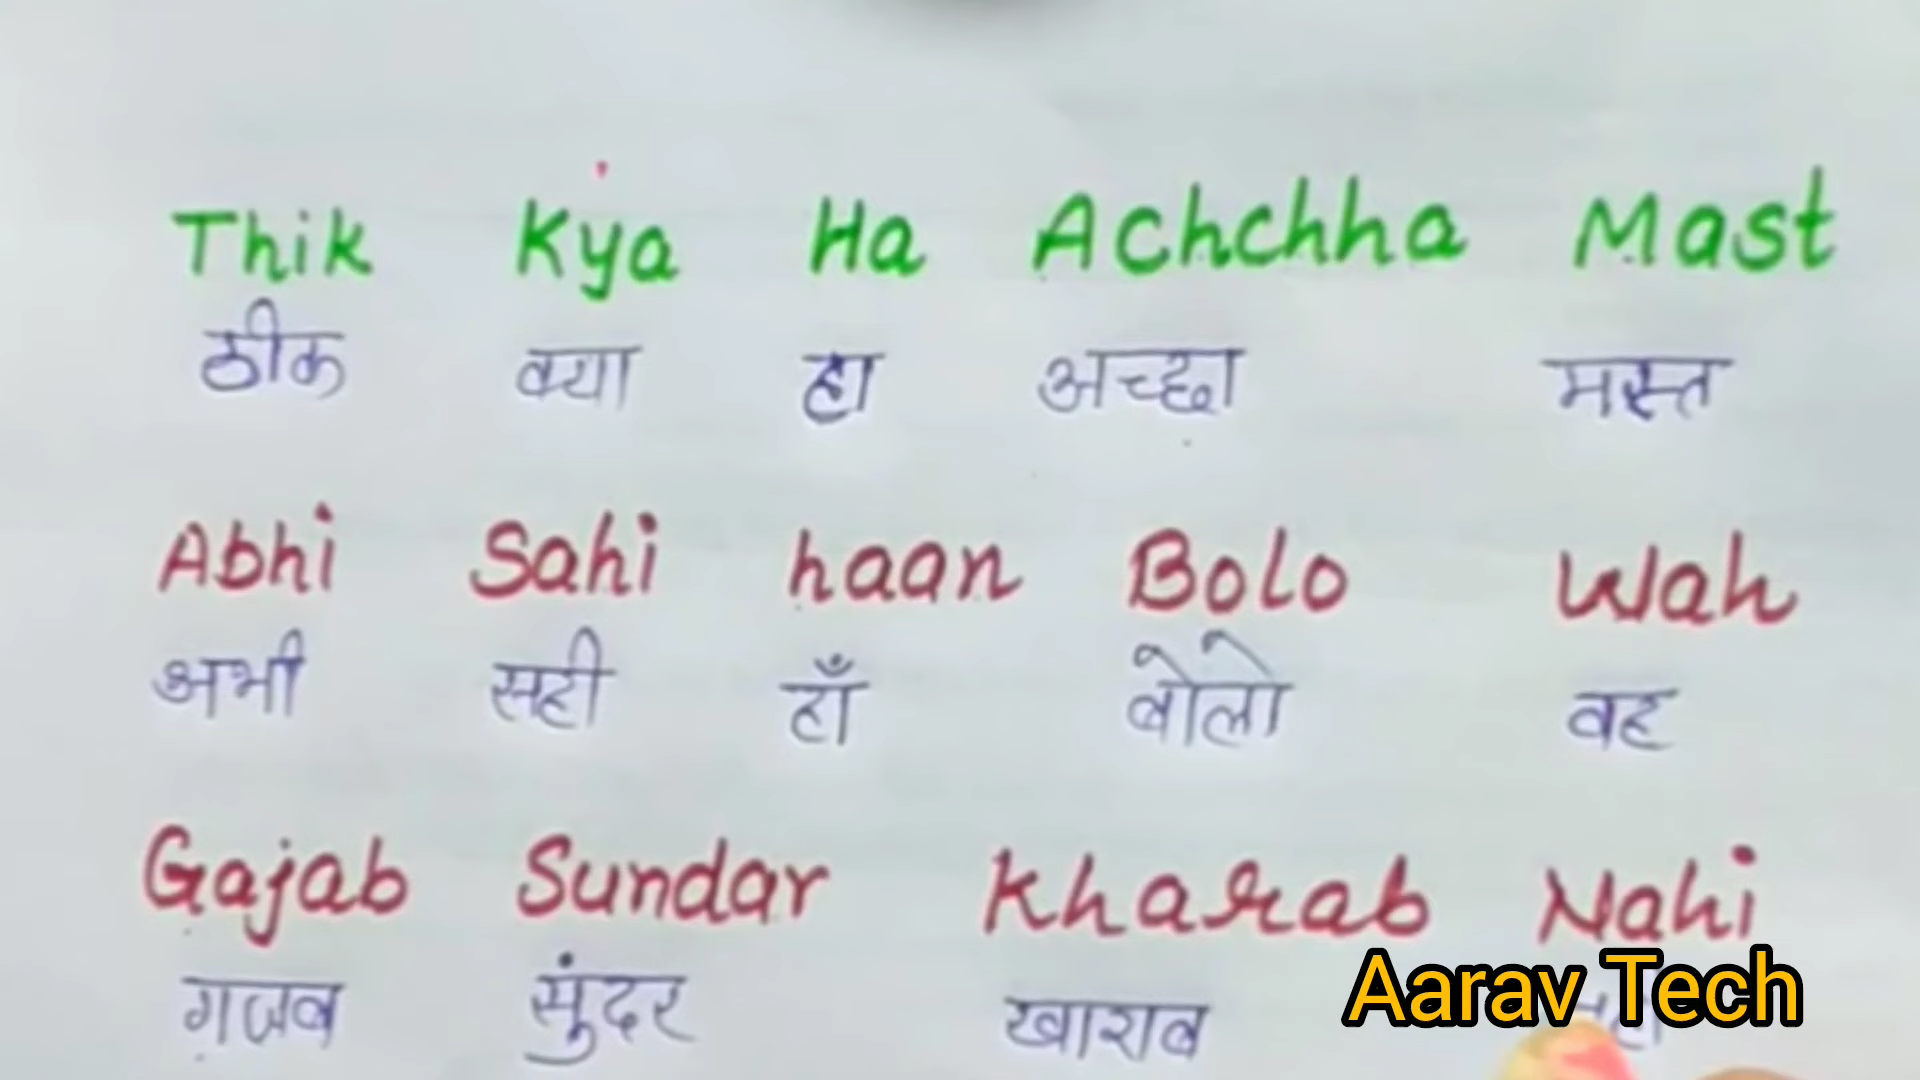 Thik Kya Ha Achchha Mast
ठीक क्या हा अच्छा मस्त
Abhi Sahi haan Bolo Wah
अभी सही हाँ बोलो वह
Gajab Sundar Kharab Nahi
ग़जब सुंदर खाराब
Aarav Tech